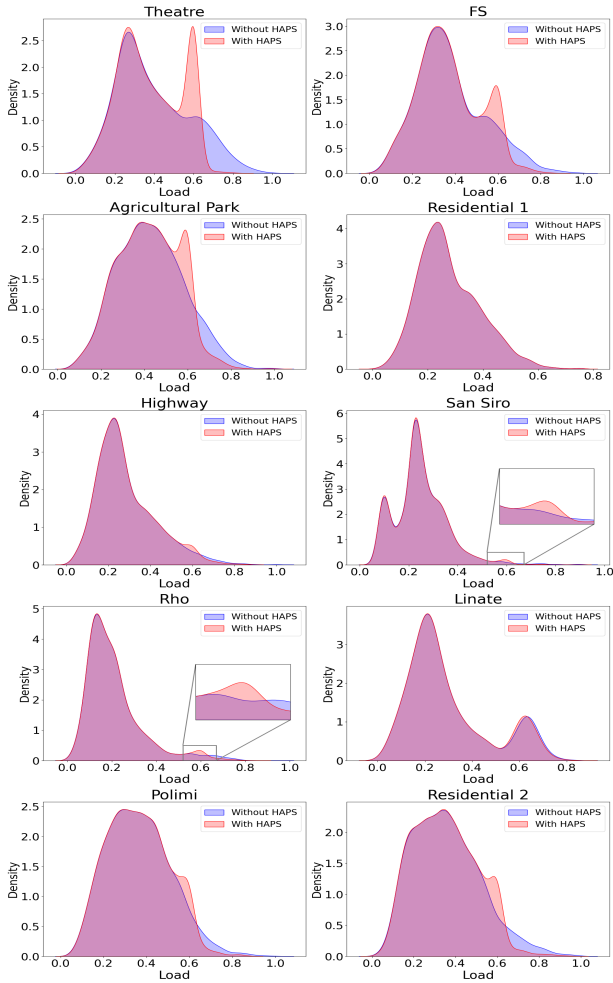 Theatre
Density
2.5
2.0
1.5
1.0
0.5
0.0
0.0 0.2 0.4 0.6 0.8 1.0
Load
Without HAPS
With HAPS
FS
Density
3.0
2.5
2.0
1.5
1.0
0.5
0.0
0.0 0.2 0.4 0.6 0.8 1.0
Load
Without HAPS
With HAPS
Agricultural Park
Density
2.5
2.0
1.5
1.0
0.5
0.0
0.0 0.2 0.4 0.6 0.8 1.0
Load
Without HAPS
With HAPS
Residential 1
Density
4
3
2
1
0
0.0 0.2 0.4 0.6 0.8
Load
Without HAPS
With HAPS
Highway
Density
4
3
2
1
0
0.0 0.2 0.4 0.6 0.8 1.0
Load
Without HAPS
With HAPS
San Siro
Density
6
5
4
3
2
1
0
0.0 0.2 0.4 0.6 0.8 1.0
Load
Without HAPS
With HAPS
Rho
Density
5
4
3
2
1
0
0.0 0.2 0.4 0.6 0.8 1.0
Load
Without HAPS
With HAPS
Linate
Density
3
2
1
0
0.0 0.2 0.4 0.6 0.8
Load
Without HAPS
With HAPS
Polimi
Density
2.5
2.0
1.5
1.0
0.5
0.0
0.0 0.2 0.4 0.6 0.8 1.0
Load
Without HAPS
With HAPS
Residential 2
Density
2.0
1.5
1.0
0.5
0.0
0.0 0.2 0.4 0.6 0.8 1.0
Load
Without HAPS
With HAPS